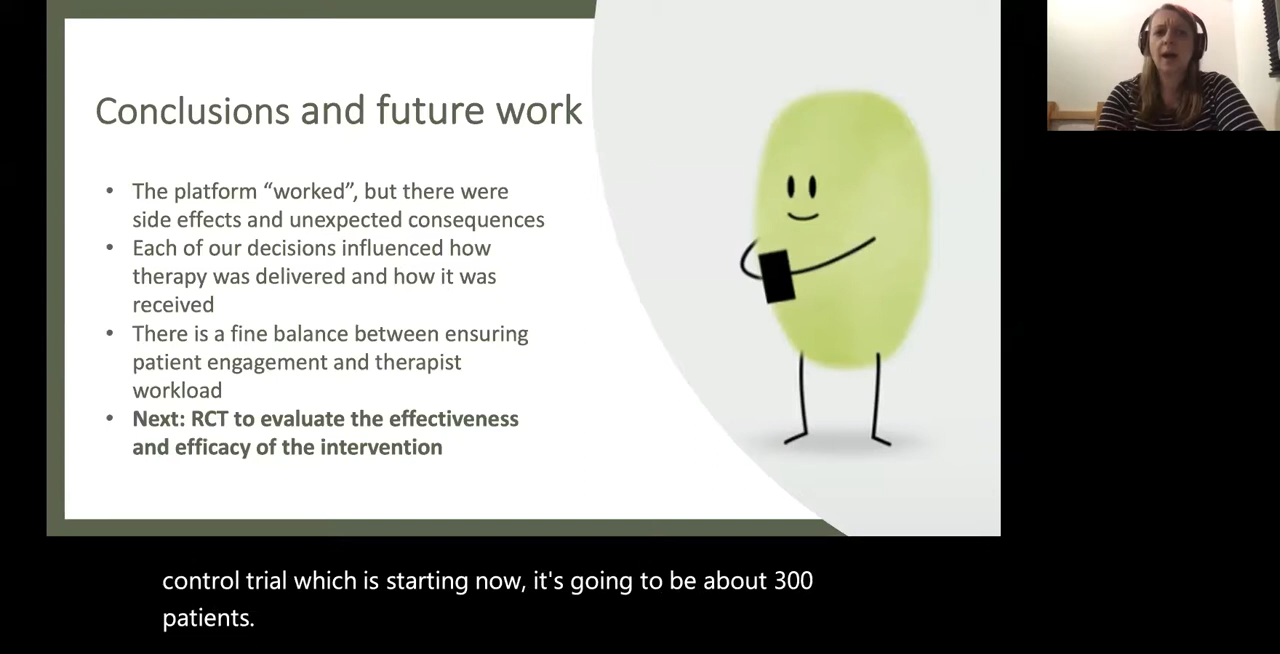 Conclusions and future work
• The platform “worked”, but there were
side effects and unexpected consequences
• Each of our decisions influenced how
therapy was delivered and how it was
received
• There is a fine balance between ensuring
patient engagement and therapist
workload
• Next: RCT to evaluate the effectiveness
and efficacy of the intervention
control trial which is starting now, it's going to be about 300
patients.